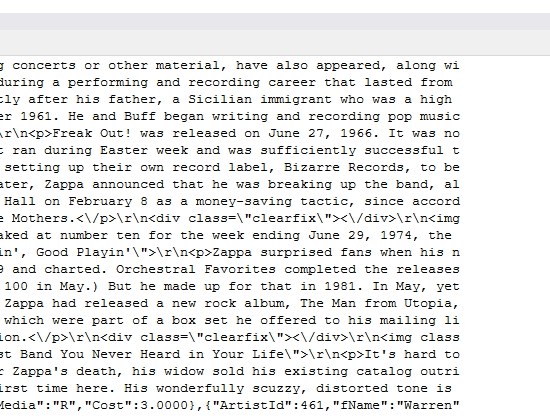 g concerts or other material, have also appeared, along wi
during a performing and recording career that lasted from
tly after his father, a Sicilian immigrant who was a high
er 1961. He and Buff began writing and recording pop music
\r\n<p>Freak Out! was released on June 27, 1966. It was no
t ran during Easter week and was sufficiently successful t
 setting up their own record label, Bizarre Records, to be
ater, Zappa announced that he was breaking up the band, al
 Hall on February 8 as a money-saving tactic, since accord
e Mothers.<\/p>\r\n<div class=\"clearfix\"><\/div>\r\n<img
aked at number ten for the week ending June 29, 1974, the
in', Good Playin'\">\r\n<p>Zappa surprised fans when his n
9 and charted. Orchestral Favorites completed the releases
 100 in May.) But he made up for that in 1981. In May, yet
 Zappa had released a new rock album, The Man from Utopia,
 which were part of a box set he offered to his mailing li
ion.<\/p>\r\n<div class=\"clearfix\"><\/div>\r\n<img class
st Band You Never Heard in Your Life\">\r\n<p>It's hard to
r Zappa's death, his widow sold his existing catalog outri
irst time here. His wonderfully scuzzy, distorted tone is
Media":"R","Cost":3.0000},{"ArtistId":461,"fName":"Warren"